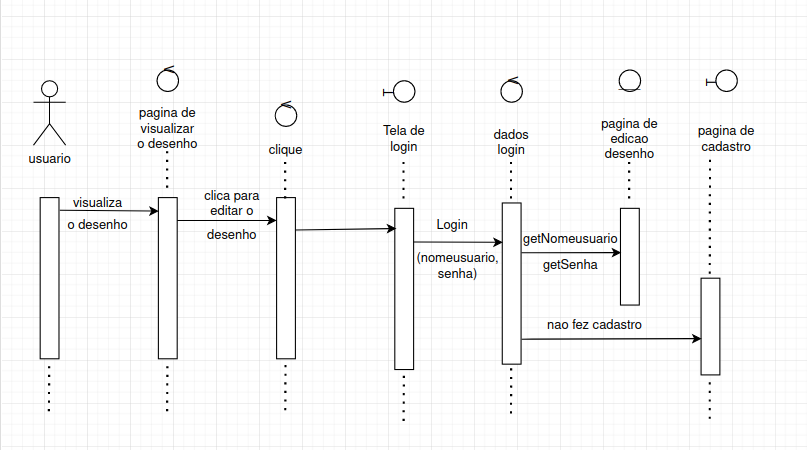 usuario
pagina de
visualizar
o desenho
clique
Tela de
login
dados
login
pagina de
edicao
desenho
pagina de
cadastro
visualiza
o desenho
clica para
editar o
desenho
Login
(nomeusuario,
senha)
getNomeusuario
getSenha
nao fez cadastro